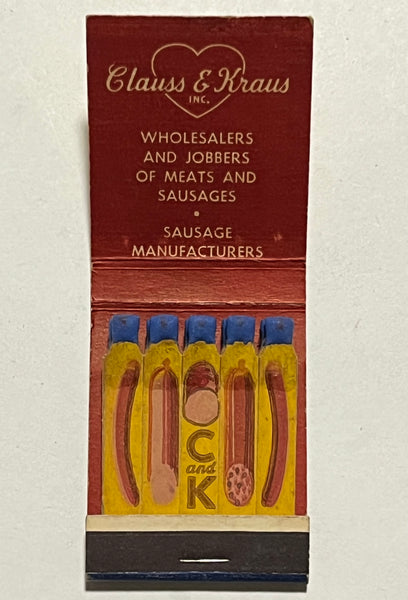 Clauss & Kraus
INC.
WHOLESALERS
AND JOBBERS
OF MEATS AND
SAUSAGES
•
SAUSAGE
MANUFACTURERS
C
and
K